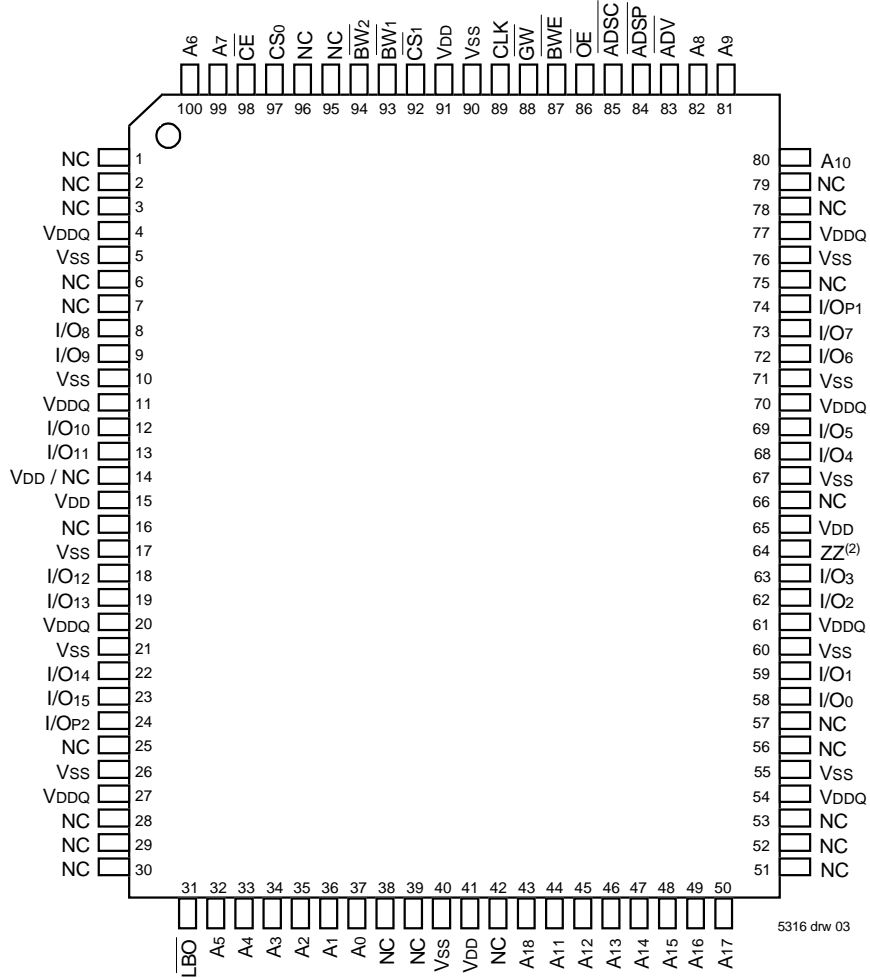 A6 A7 CE CS0 NC NC BW2 BW1 CS1 VDD VSS CLK GW BWE OE ADSC ADSP ADV A8 A9
100 99 98 97 96 95 94 93 92 91 90 89 88 87 86 85 84 83 82 81
NC 1 80 A10
NC 2 79 NC
NC 3 78 NC
VDDQ 4 77 VDDQ
VSS 5 76 VSS
NC 6 75 NC
NC 7 74 I/OP1
I/O8 8 73 I/O7
I/O9 9 72 I/O6
VSS 10 71 VSS
VDDQ 11 70 VDDQ
I/O10 12 69 I/O5
I/O11 13 68 I/O4
VDD / NC 14 67 VSS
VDD 15 66 NC
NC 16 65 VDD
VSS 17 64 ZZ(2)
I/O12 18 63 I/O3
I/O13 19 62 I/O2
VDDQ 20 61 VDDQ
VSS 21 60 VSS
I/O14 22 59 I/O1
I/O15 23 58 I/O0
I/OP2 24 57 NC
NC 25 56 NC
VSS 26 55 VSS
VDDQ 27 54 VDDQ
NC 28 53 NC
NC 29 52 NC
NC 30 51 NC
31 32 33 34 35 36 37 38 39 40 41 42 43 44 45 46 47 48 49 50
LBO A5 A4 A3 A2 A1 A0 NC NC VSS VDD NC A18 A11 A12 A13 A14 A15 A16 A17
5316 drw 03